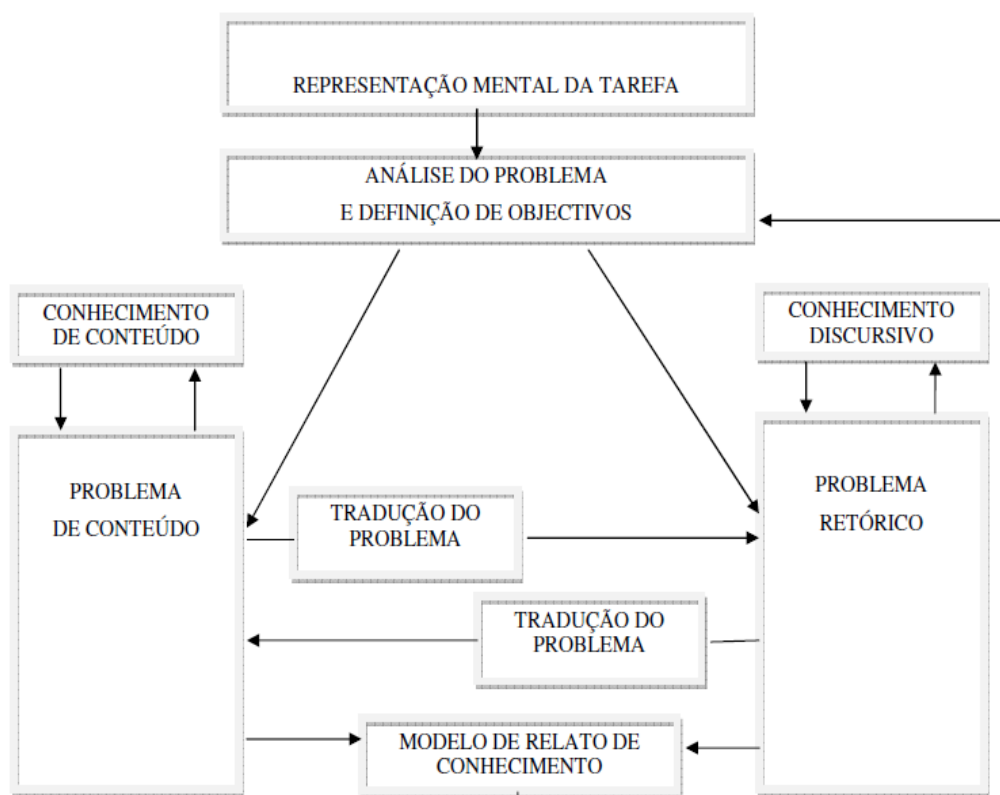 REPRESENTAÇÃO MENTAL DA TAREFA
ANÁLISE DO PROBLEMA
E DEFINIÇÃO DE OBJECTIVOS
CONHECIMENTO
DE CONTEÚDO
CONHECIMENTO
DISCURSIVO
PROBLEMA
DE CONTEÚDO
PROBLEMA
RETÓRICO
TRADUÇÃO DO
PROBLEMA
TRADUÇÃO DO
PROBLEMA
MODELO DE RELATO DE
CONHECIMENTO